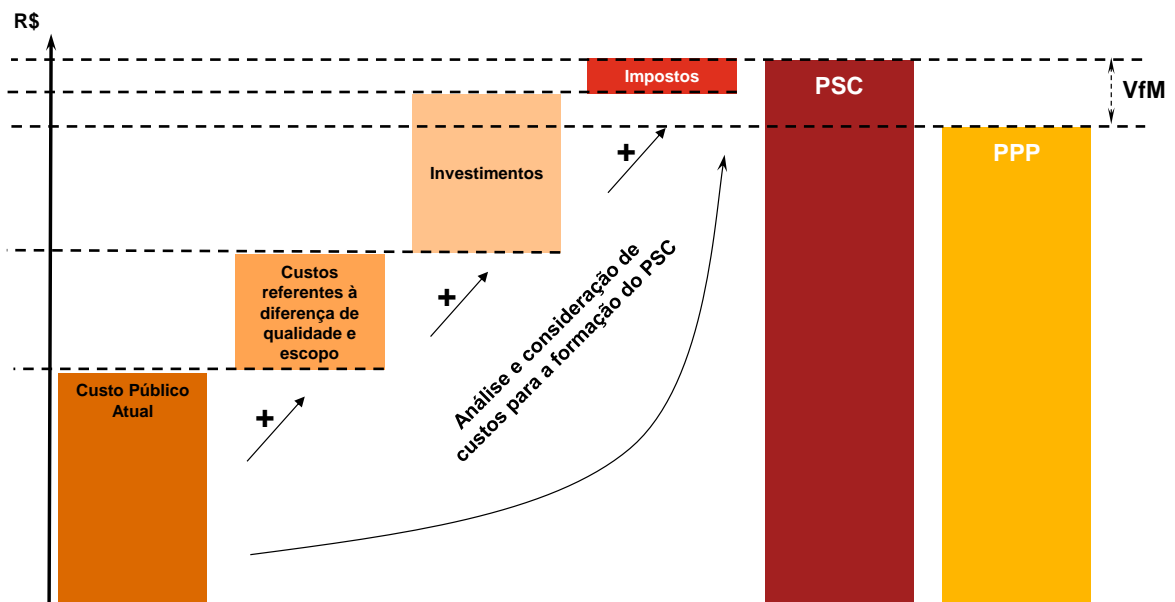 R$
Impostos
PSC
VfM
PPP
Investimentos
+
Custos
referentes à
diferença de
qualidade e
escopo
+
Análise e consideração de
custos para a formação do PSC
Custo Público
Atual
+